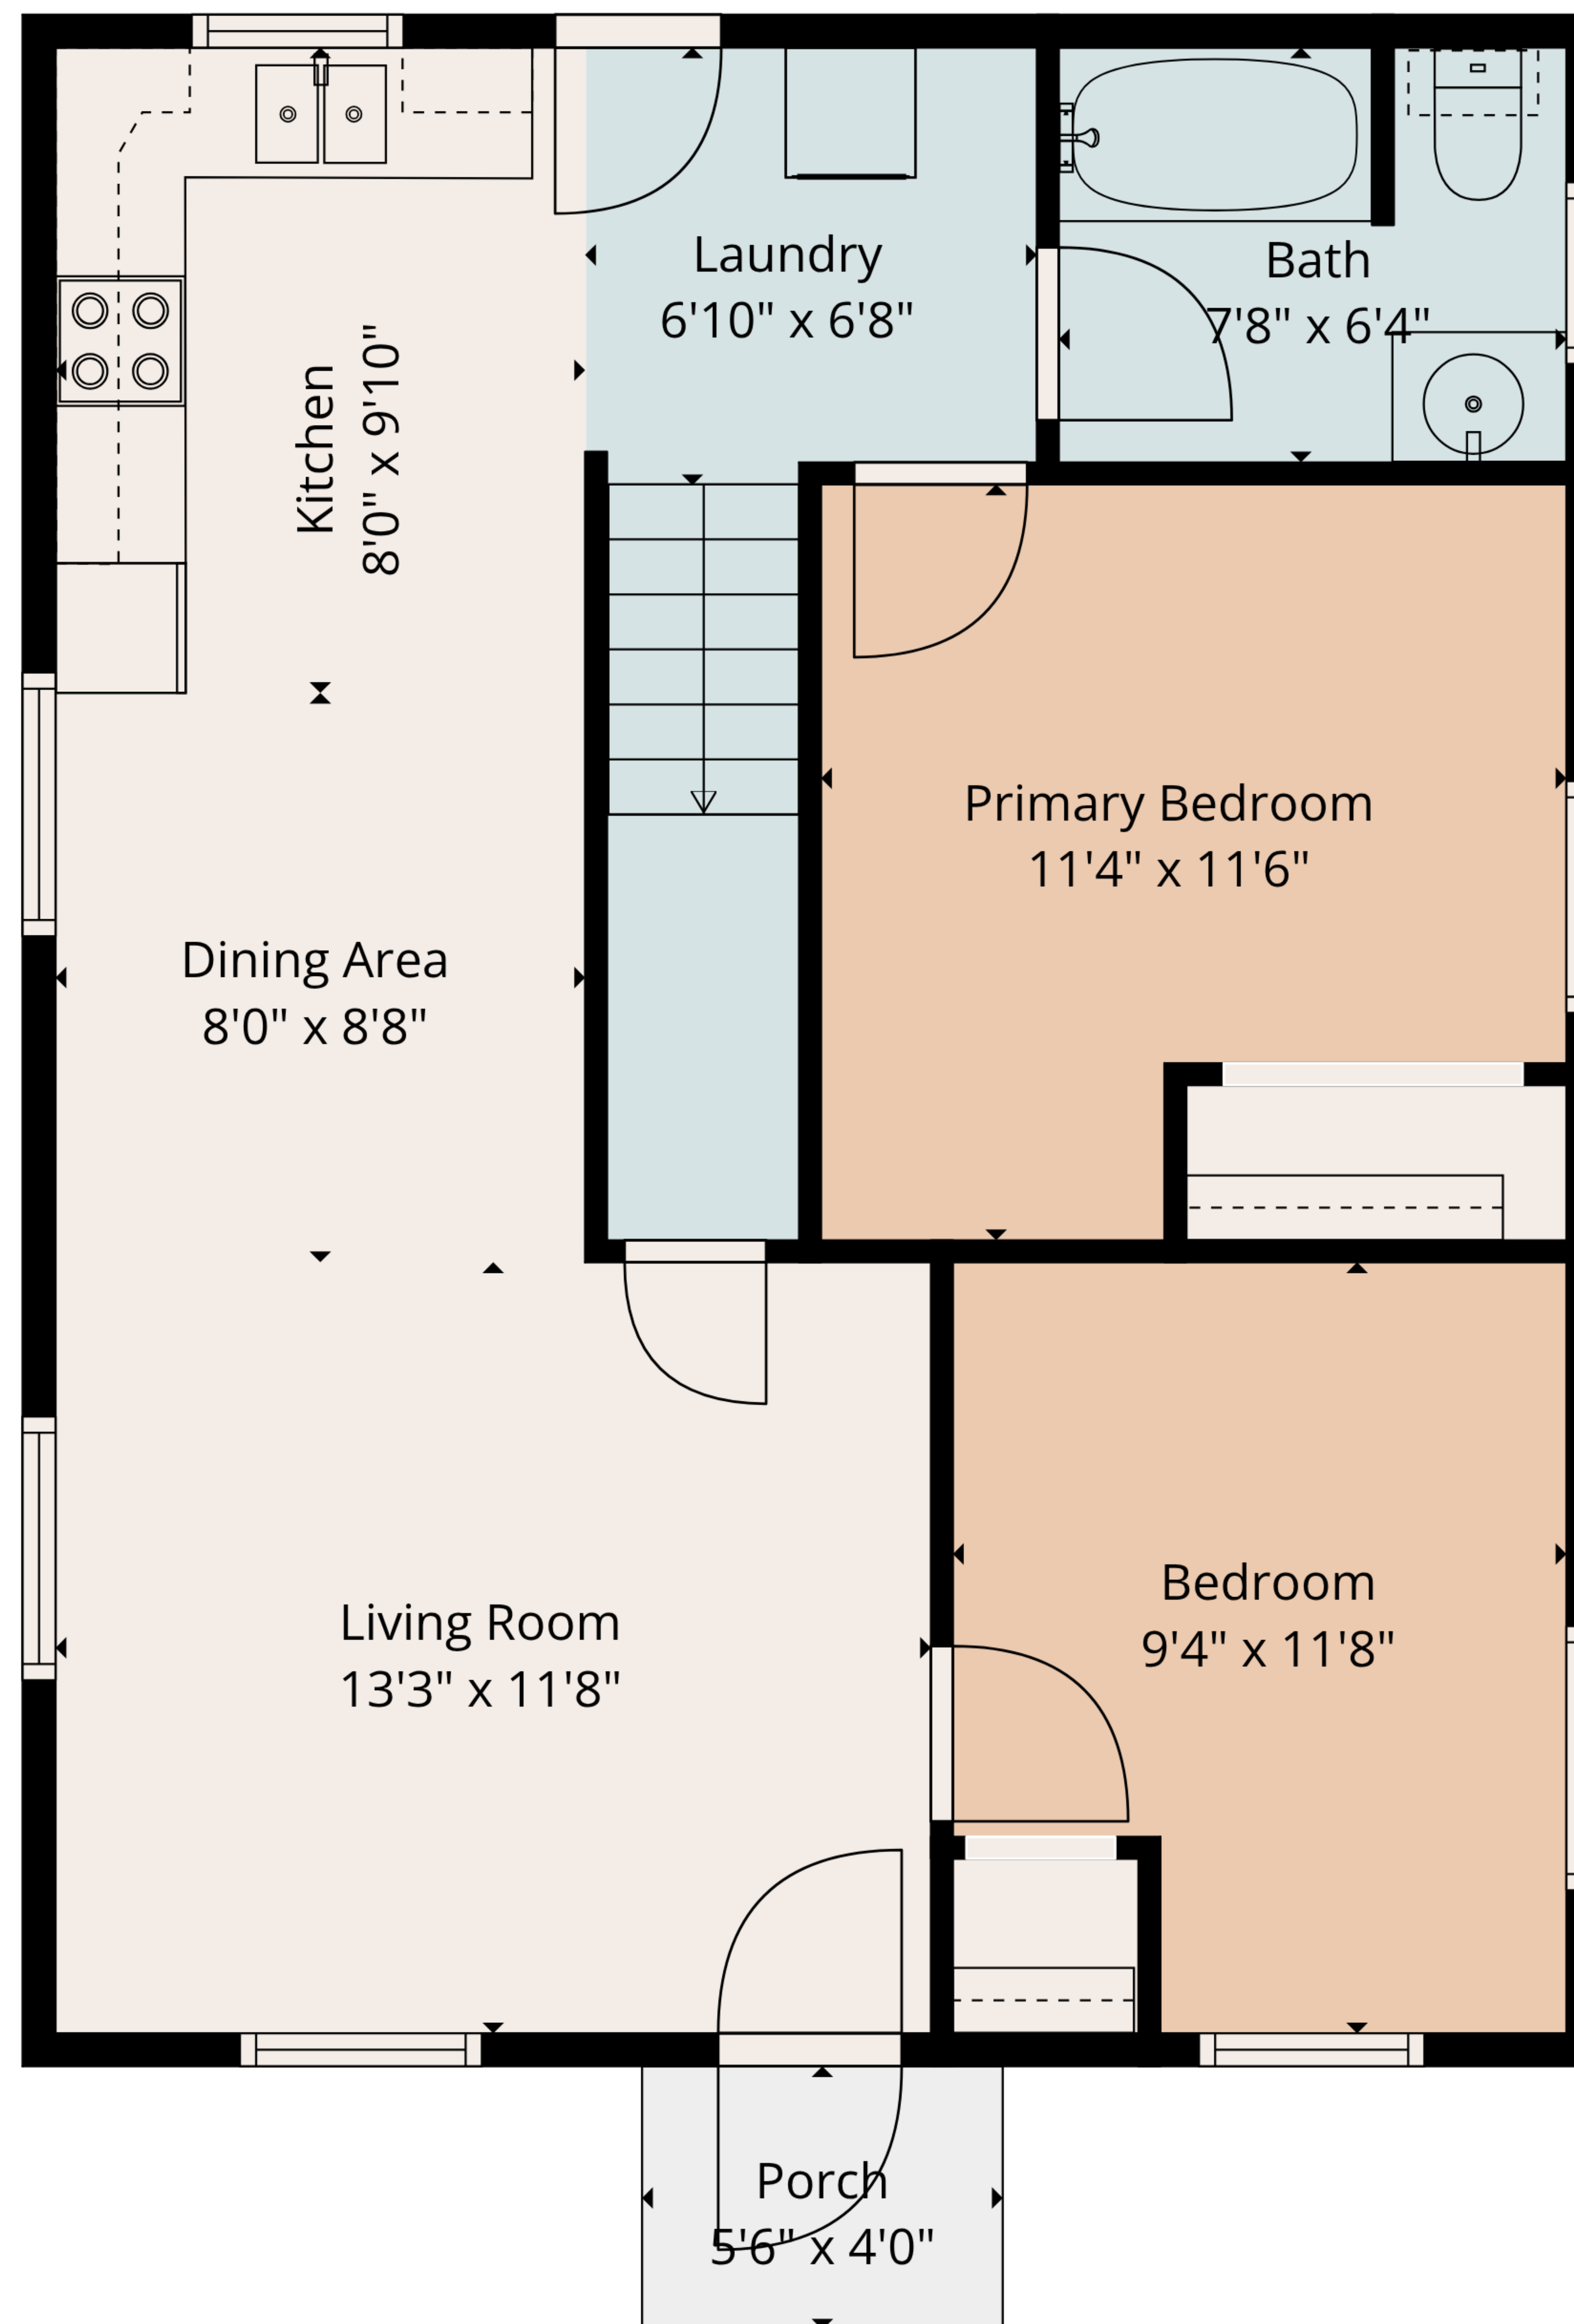 Laundry
6'10" x 6'8"
Bath
7'8" x 6'4"
Kitchen
8'0" x 9'10"
Primary Bedroom
11'4" x 11'6"
Dining Area
8'0" x 8'8"
Bedroom
9'4" x 11'8"
Living Room
13'3" x 11'8"
Porch
5'6" x 4'0"